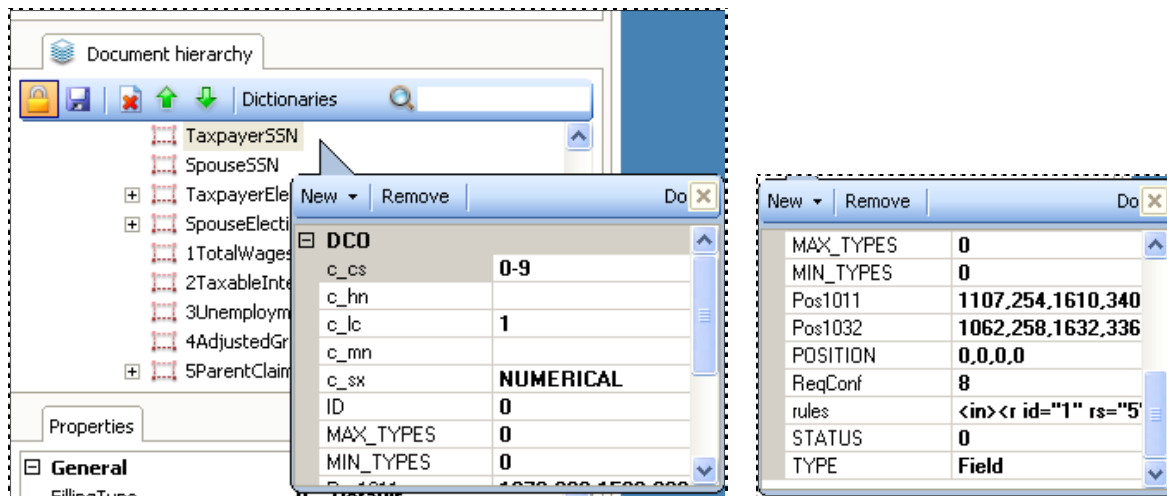 Document hierarchy
Dictionaries
TaxpayerSSN
SpouseSSN
TaxpayerEle
SpouseElecti
1TotalWages
2TaxableInte
3Unemploym
4AdjustedGr
5ParentClaim
Properties
General
New Remove Do
DCO
c_cs 0-9
c_hn
c_lc 1
c_mn
c_sx NUMERICAL
ID 0
MAX_TYPES 0
MIN_TYPES 0
New Remove Do
MAX_TYPES 0
MIN_TYPES 0
Pos1011 1107,254,1610,340
Pos1032 1062,258,1632,336
POSITION 0,0,0,0
ReqConf 8
rules <in><r id="1" rs="5"
STATUS 0
TYPE Field